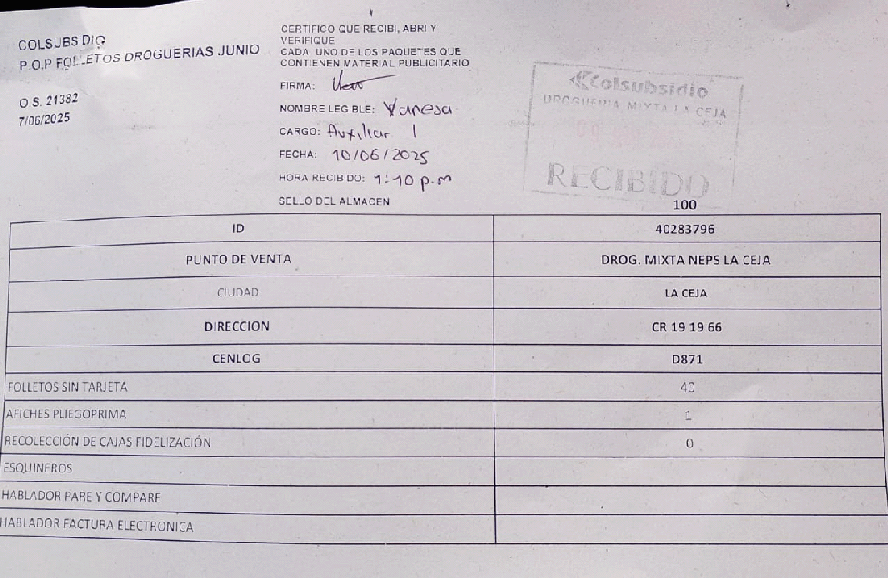 COLSUBSDIG
P.O.P FOLLETOS DROGUERIAS JUNIO
O.S. 21382
7/06/2025
CERTIFICO QUE RECIBI, ABRI Y
VERIFIQUE
CADA UNO DE LOS PAQUETES QUE
CONTIENEN MATERIAL PUBLICITARIO
FIRMA:
NOMBRE LEGIBLE: Vanesa
CARGO: Auxiliar 1
FECHA: 10/06/2025
HORA RECIBIDO: 1:10 p.m
SELLO DEL ALMACEN
Colsubsidio
DROGUERIA MIXTA LA CEJA
RECIBIDO
100
ID 40283796
PUNTO DE VENTA DROG. MIXTA NEPS LA CEJA
CIUDAD LA CEJA
DIRECCION CR 19 19 66
CENLOG D871
FOLLETOS SIN TARJETA 40
AFICHES PLIEGOPRIMA
RECOLECCIÓN DE CAJAS FIDELIZACIÓN 0
ESQUINEROS
HABLADOR PARE Y COMPARE
HABLADOR FACTURA ELECTRONICA